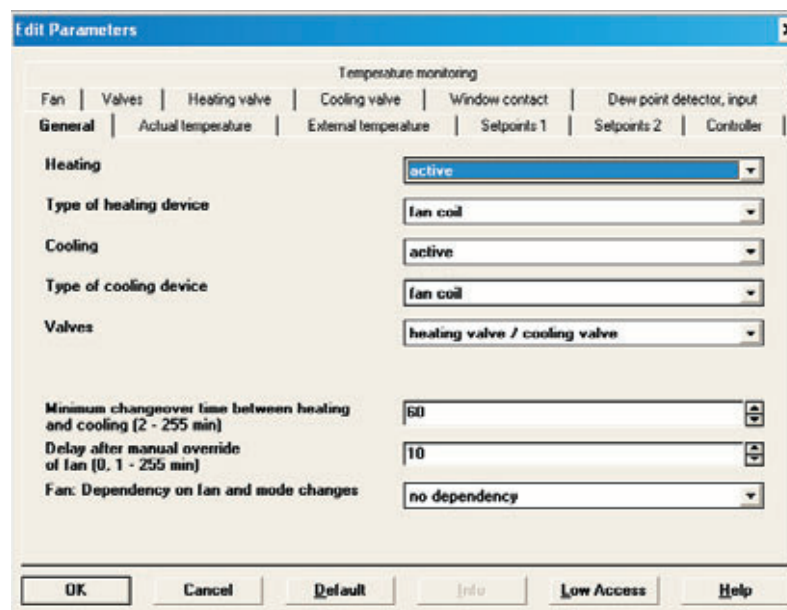 Edit Parameters
Temperature monitoring
Fan Valves Heating valve Cooling valve Window contact Dew point detector, input
General Actual temperature External temperature Setpoints 1 Setpoints 2 Controller
Heating active
Type of heating device fan coil
Cooling active
Type of cooling device fan coil
Valves heating valve / cooling valve
Minimum changeover time between heating
and cooling (2 - 255 min) 60
Delay after manual override
of fan (0, 1 - 255 min) 10
Fan: Dependency on fan and mode changes no dependency
OK Cancel Default Info Low Access Help